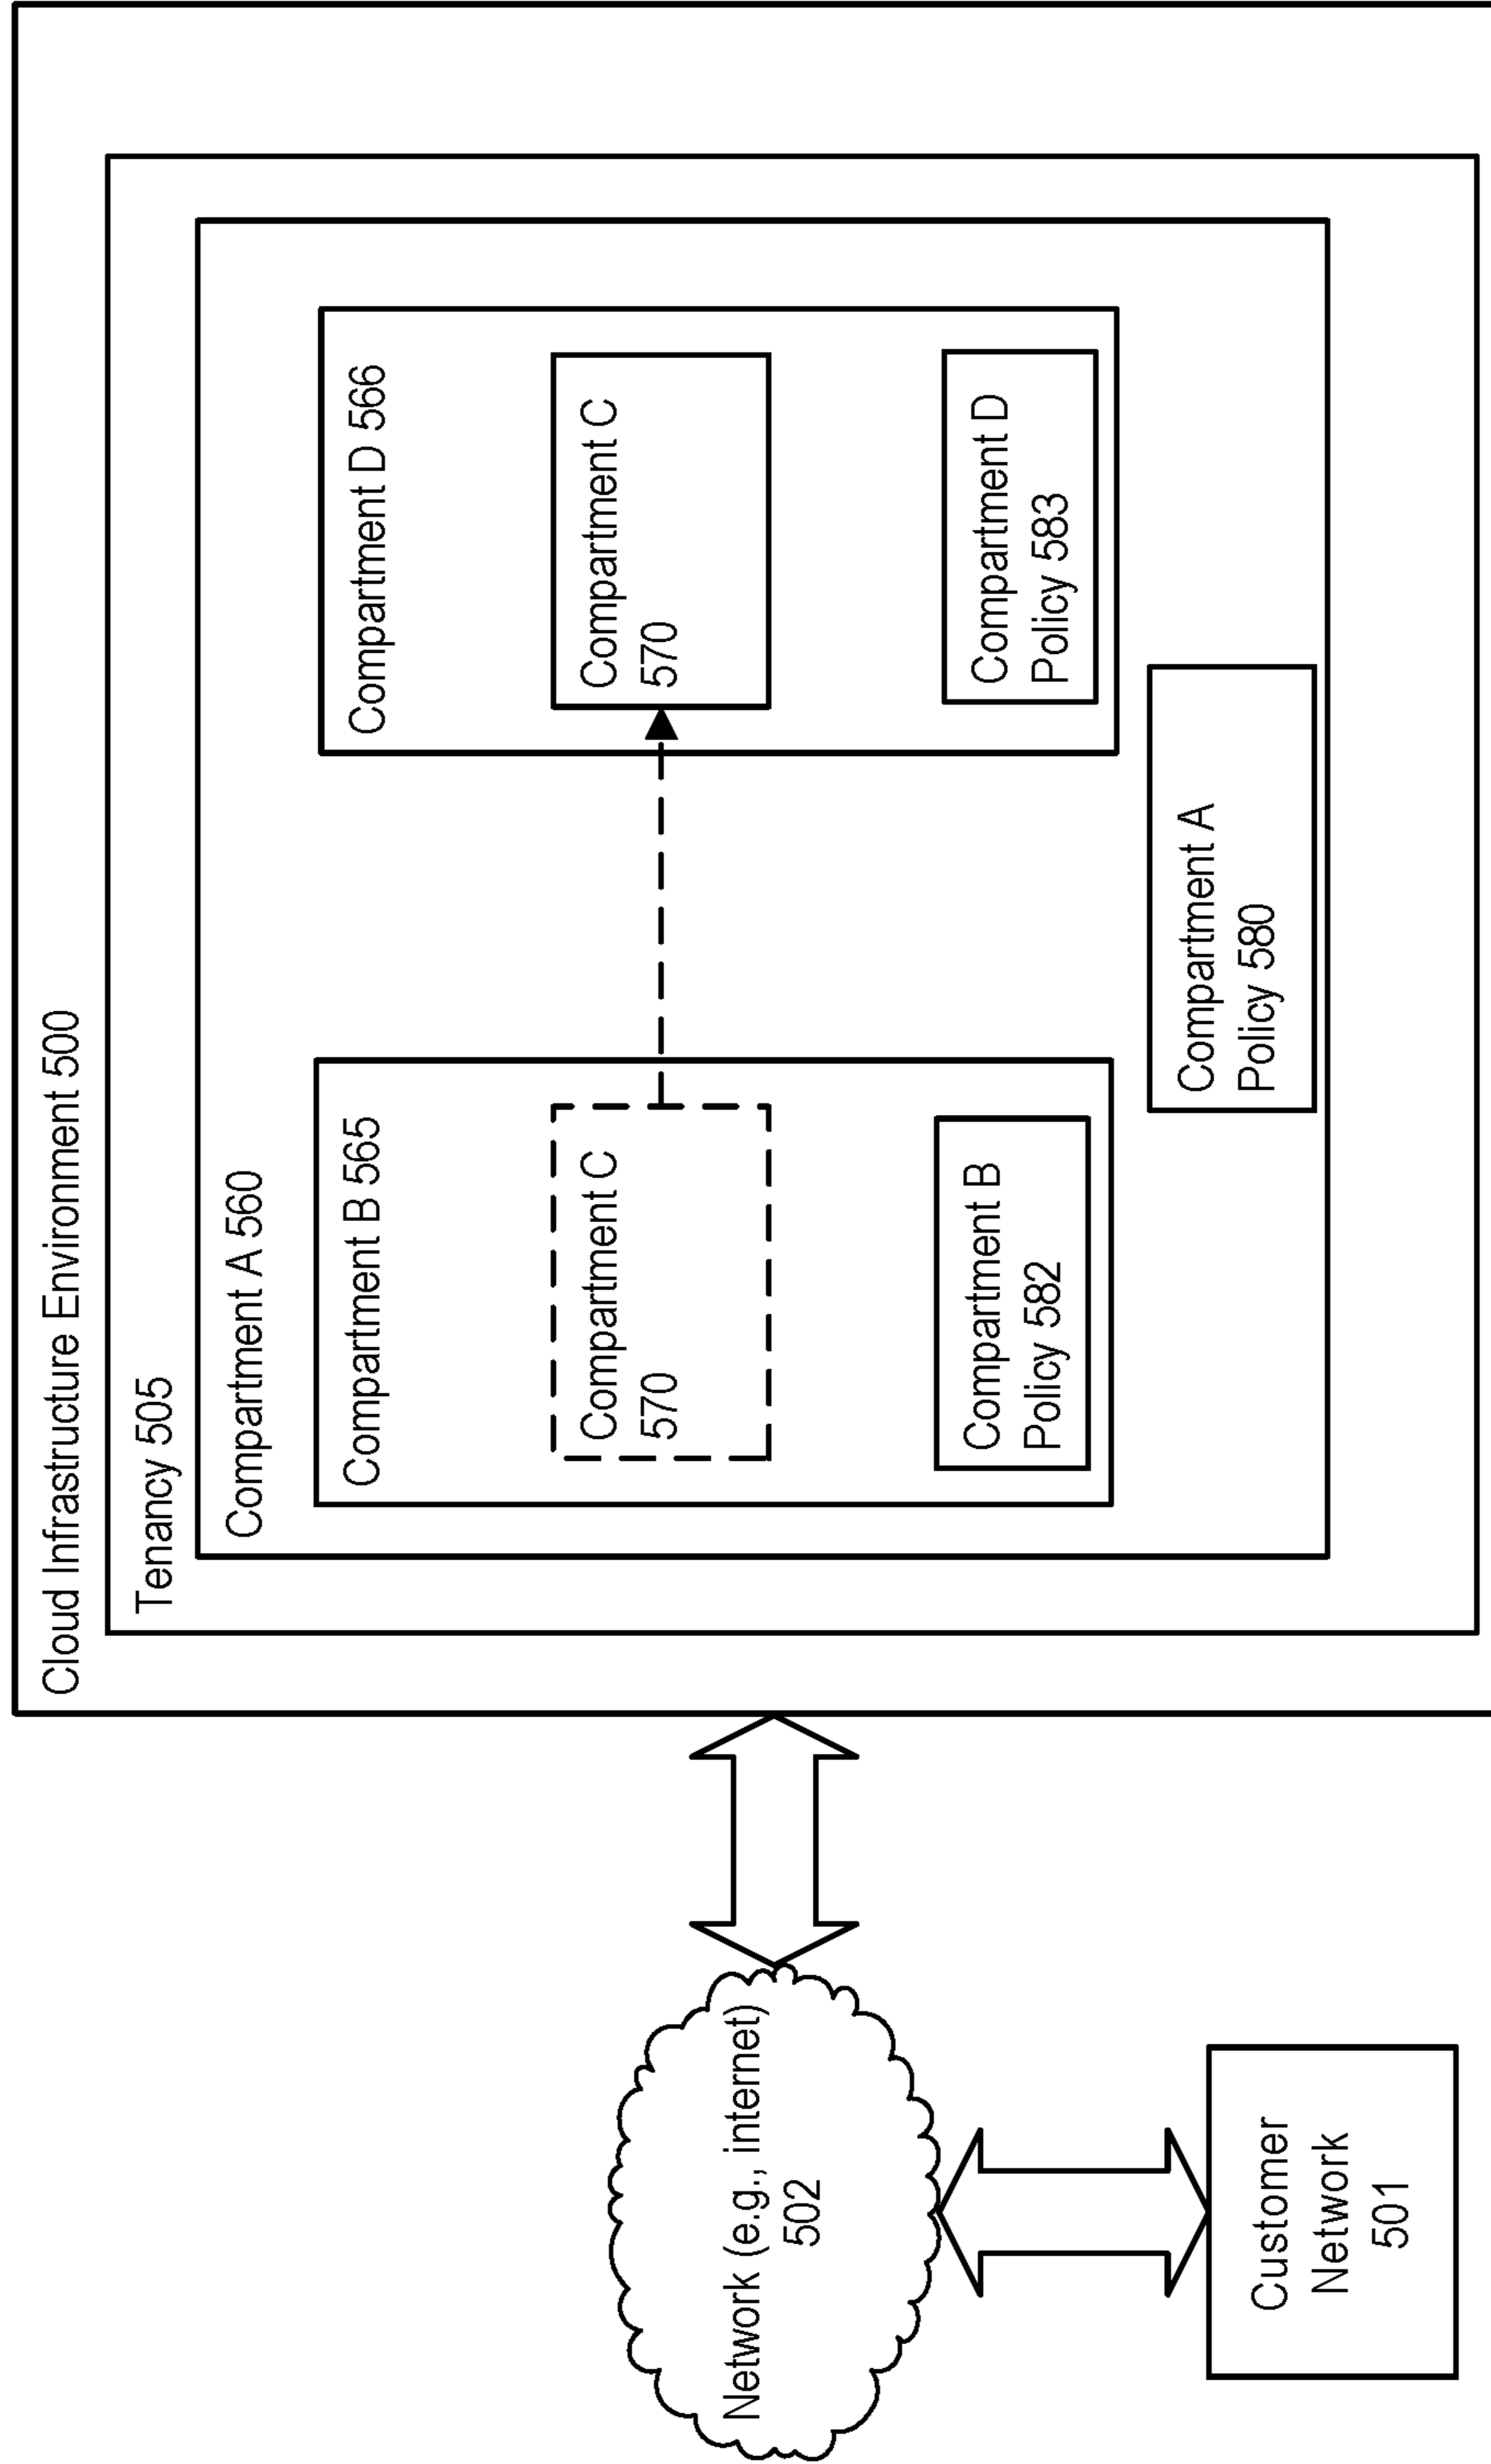 Cloud Infrastructure Environment 500
Tenancy 505
Compartment A 560
Compartment B 565
Compartment C
570
Compartment B
Policy 582
Compartment D 566
Compartment C
570
Compartment D
Policy 583
Compartment A
Policy 580
Network (e.g., internet)
502
Customer
Network
501